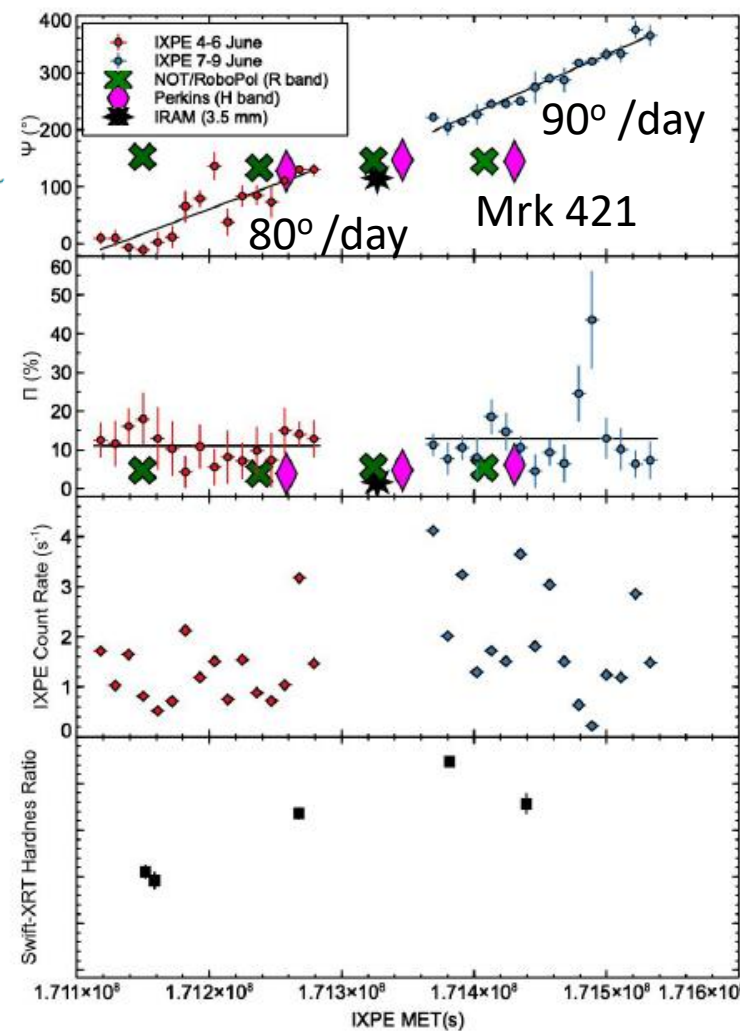 400
300
200
100
0
Ψ (°)
IXPE 4-6 June
IXPE 7-9 June
NOT/RoboPol (R band)
Perkins (H band)
IRAM (3.5 mm)
90° /day
80° /day
Mrk 421
60
50
40
30
20
10
0
Π (%)
4
3
2
1
0
IXPE Count Rate (s⁻¹)
Swift-XRT Hardnes Ratio
1.711×10⁸ 1.712×10⁸ 1.713×10⁸ 1.714×10⁸ 1.715×10⁸ 1.716×10
IXPE MET(s)